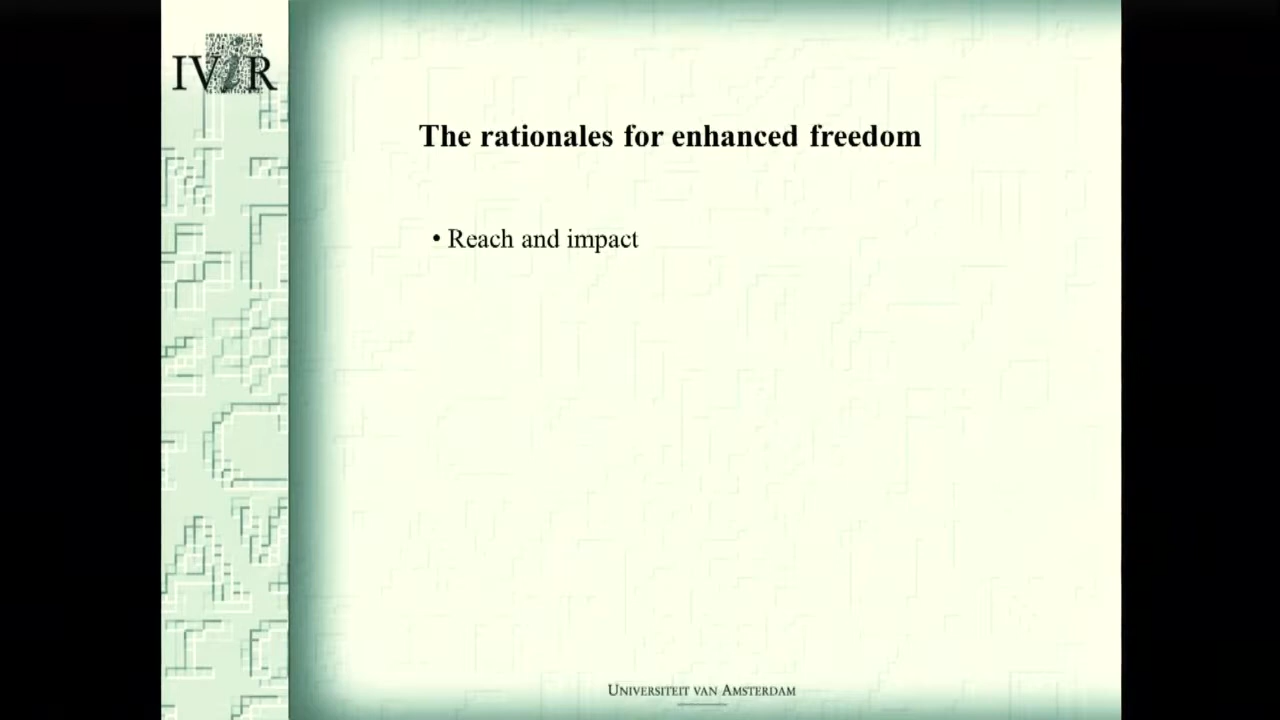 IViR
The rationales for enhanced freedom
• Reach and impact
UNIVERSITEIT VAN AMSTERDAM